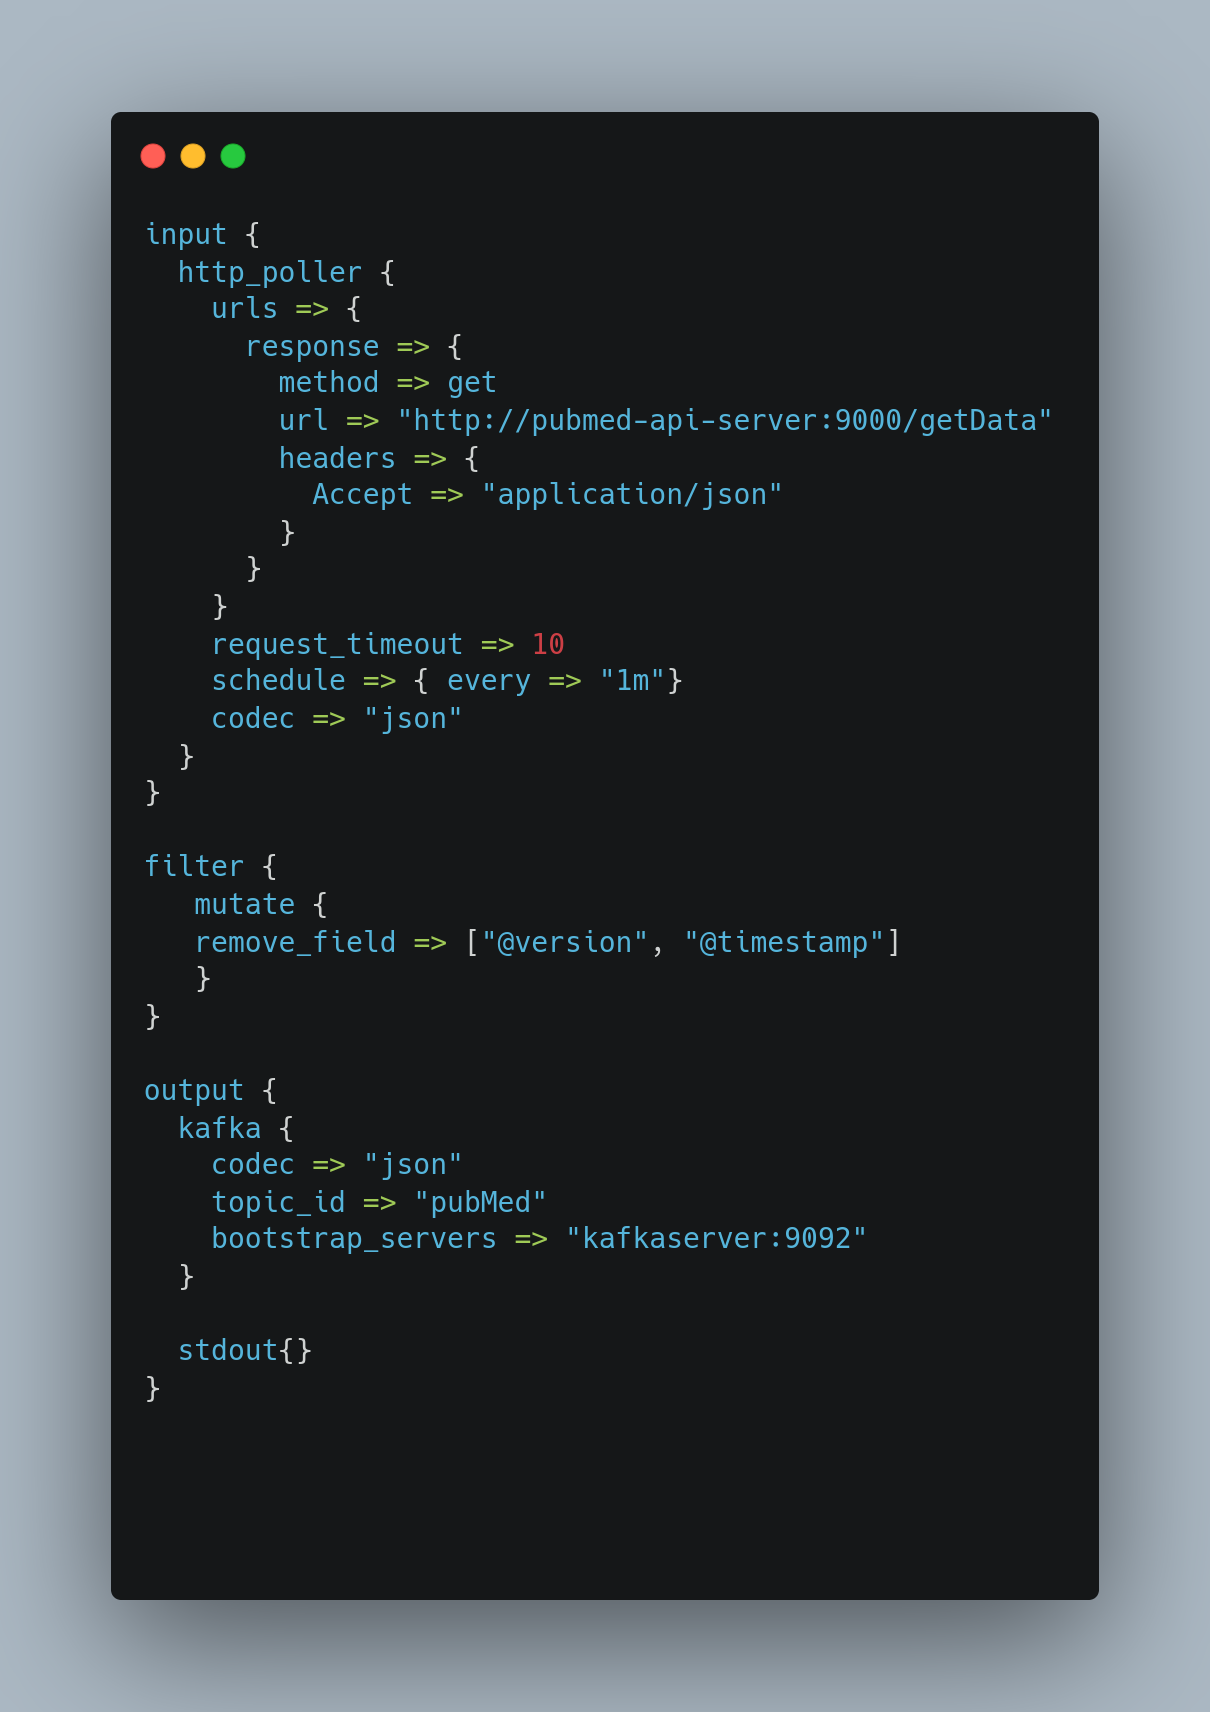 input {
  http_poller {
    urls => {
      response => {
        method => get
        url => "http://pubmed-api-server:9000/getData"
        headers => {
          Accept => "application/json"
        }
      }
    }
    request_timeout => 10
    schedule => { every => "1m"}
    codec => "json"
  }
}

filter {
   mutate {
   remove_field => ["@version", "@timestamp"]
   }
}

output {
  kafka {
    codec => "json"
    topic_id => "pubMed"
    bootstrap_servers => "kafkaserver:9092"
  }

  stdout{}
}